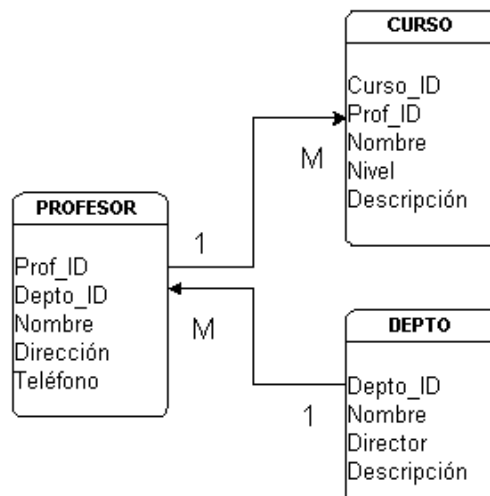 CURSO
Curso_ID
Prof_ID
Nombre
Nivel
Descripción
M
PROFESOR
Prof_ID
Depto_ID
Nombre
Dirección
Teléfono
1
M
DEPTO
Depto_ID
Nombre
Director
Descripción
1